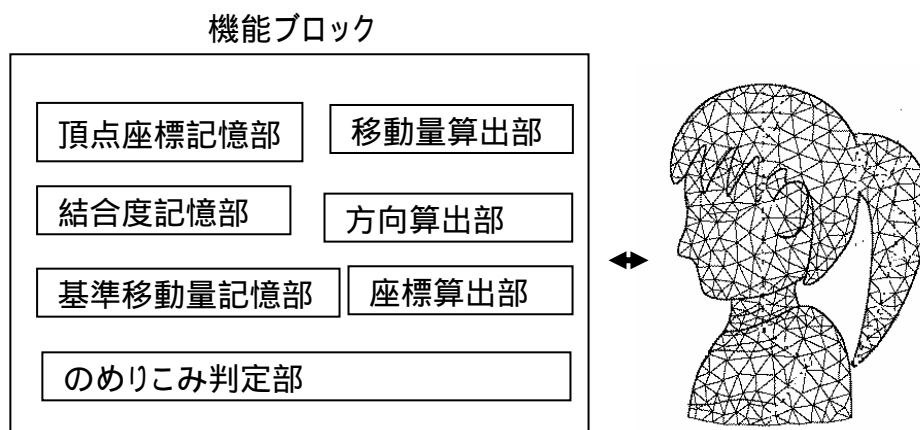 機能ブロック
頂点座標記憶部
移動量算出部
結合度記憶部
方向算出部
基準移動量記憶部
座標算出部
のめりこみ判定部